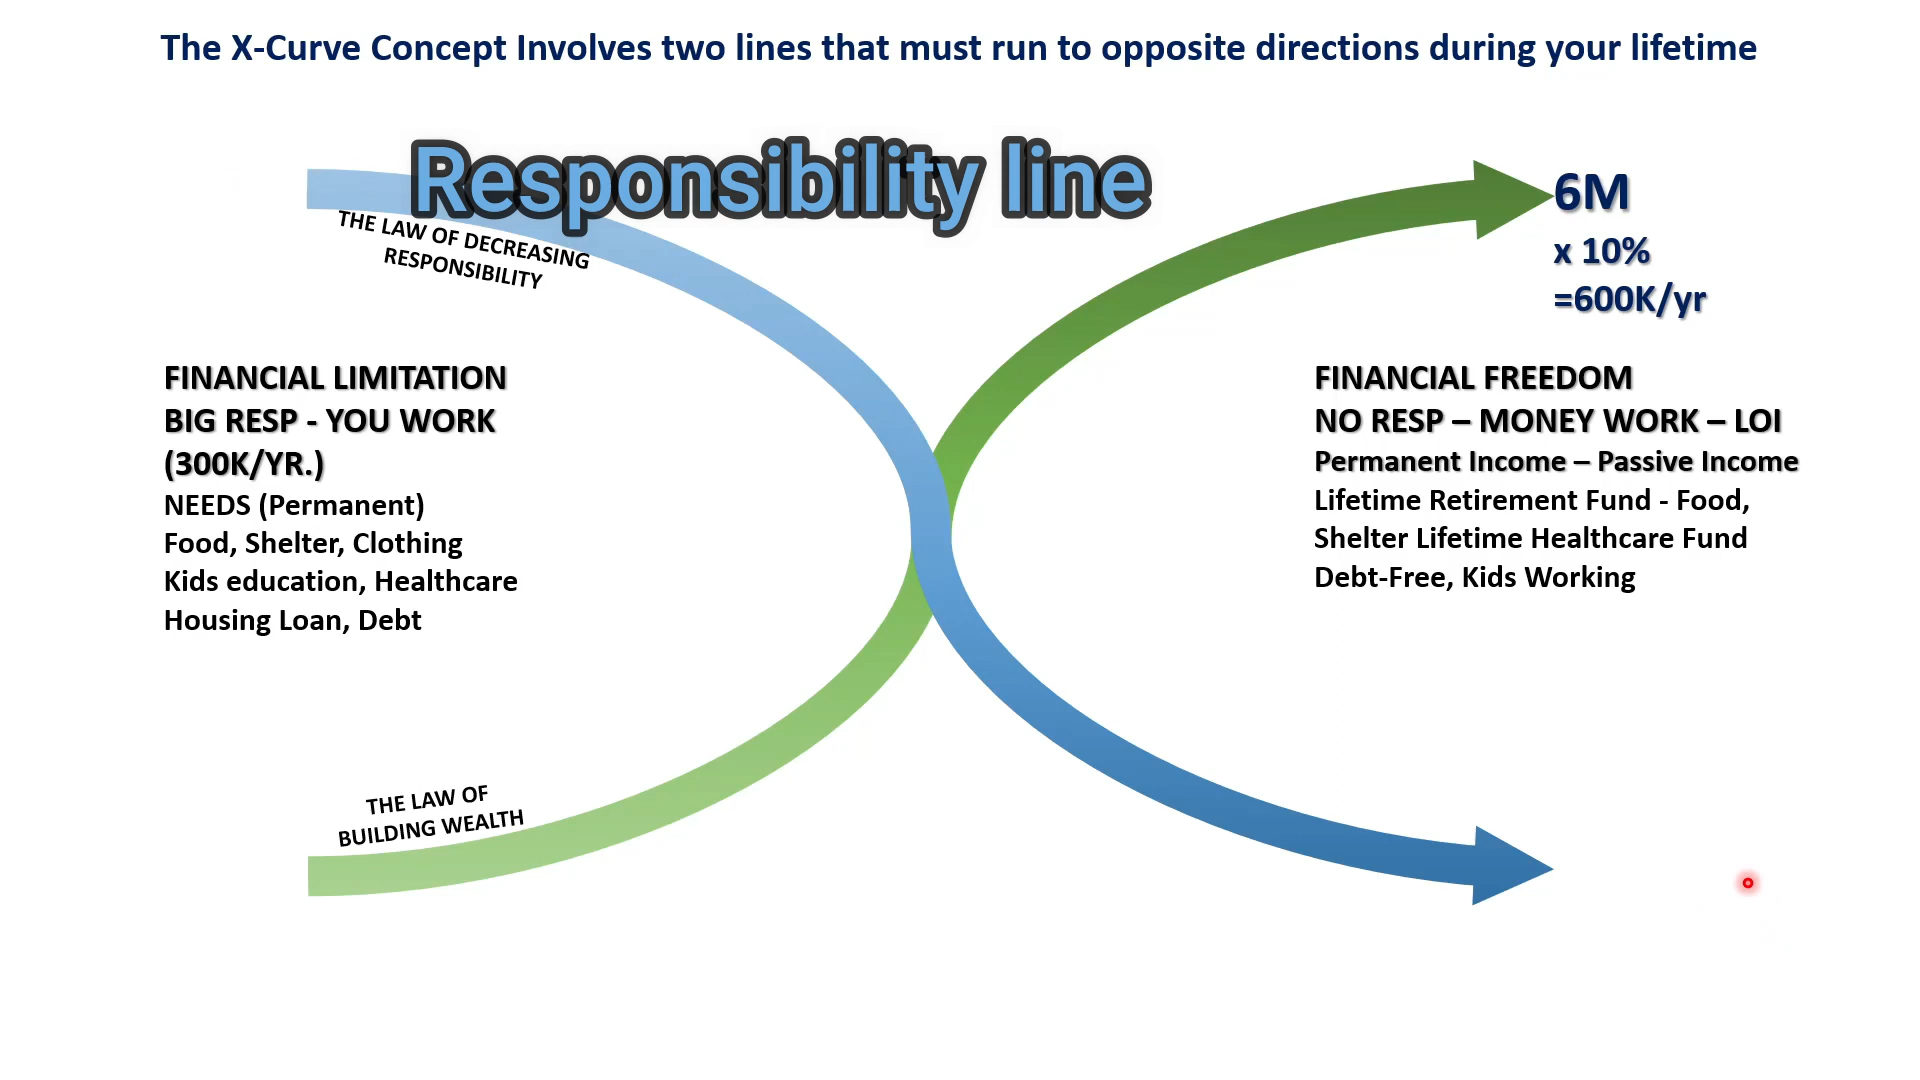 The X-Curve Concept Involves two lines that must run to opposite directions during your lifetime
Responsibility line
THE LAW OF DECREASING
RESPONSIBILITY
6M
x 10%
=600K/yr
FINANCIAL LIMITATION
BIG RESP - YOU WORK
(300K/YR.)
NEEDS (Permanent)
Food, Shelter, Clothing
Kids education, Healthcare
Housing Loan, Debt
FINANCIAL FREEDOM
NO RESP – MONEY WORK – LOI
Permanent Income – Passive Income
Lifetime Retirement Fund - Food,
Shelter Lifetime Healthcare Fund
Debt-Free, Kids Working
THE LAW OF
BUILDING WEALTH